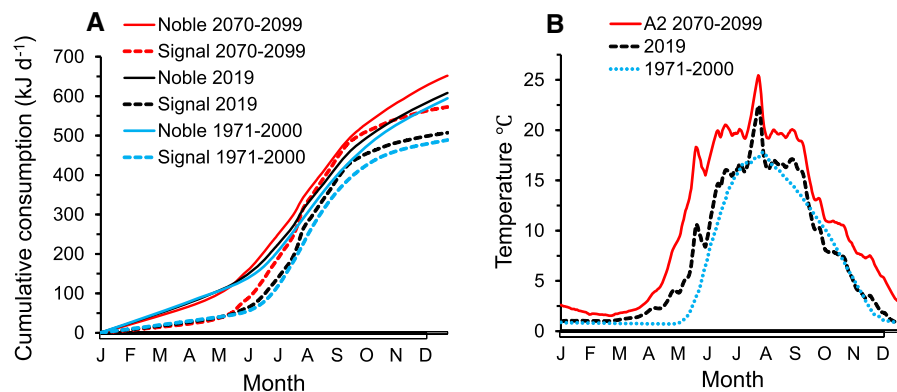 A
Noble 2070-2099
Signal 2070-2099
Noble 2019
Signal 2019
Noble 1971-2000
Signal 1971-2000
Cumulative consumption (kJ d⁻¹)
700
600
500
400
300
200
100
0
J F M A M J J A S O N D
Month
B
A2 2070-2099
2019
1971-2000
Temperature ℃
25
20
15
10
5
0
J F M A M J J A S O N D
Month